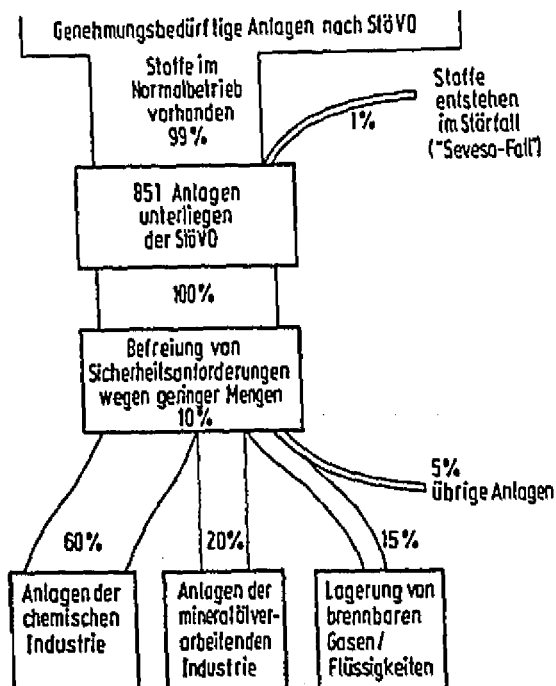 Genehmungsbedürftige Anlagen nach StöVO
Stoffe im
Normalbetrieb
vorhanden
99%
1%
Stoffe
entstehen
im Störfall
("Seveso-Fall")
851 Anlagen
unterliegen
der StöVO
100%
Befreiung von
Sicherheitsanforderungen
wegen geringer Mengen
10%
5%
übrige Anlagen
60%
20%
15%
Anlagen der
chemischen
Industrie
Anlagen der
mineralölver-
arbeitenden
Industrie
Lagerung von
brennbaren
Gasen/
Flüssigkeiten